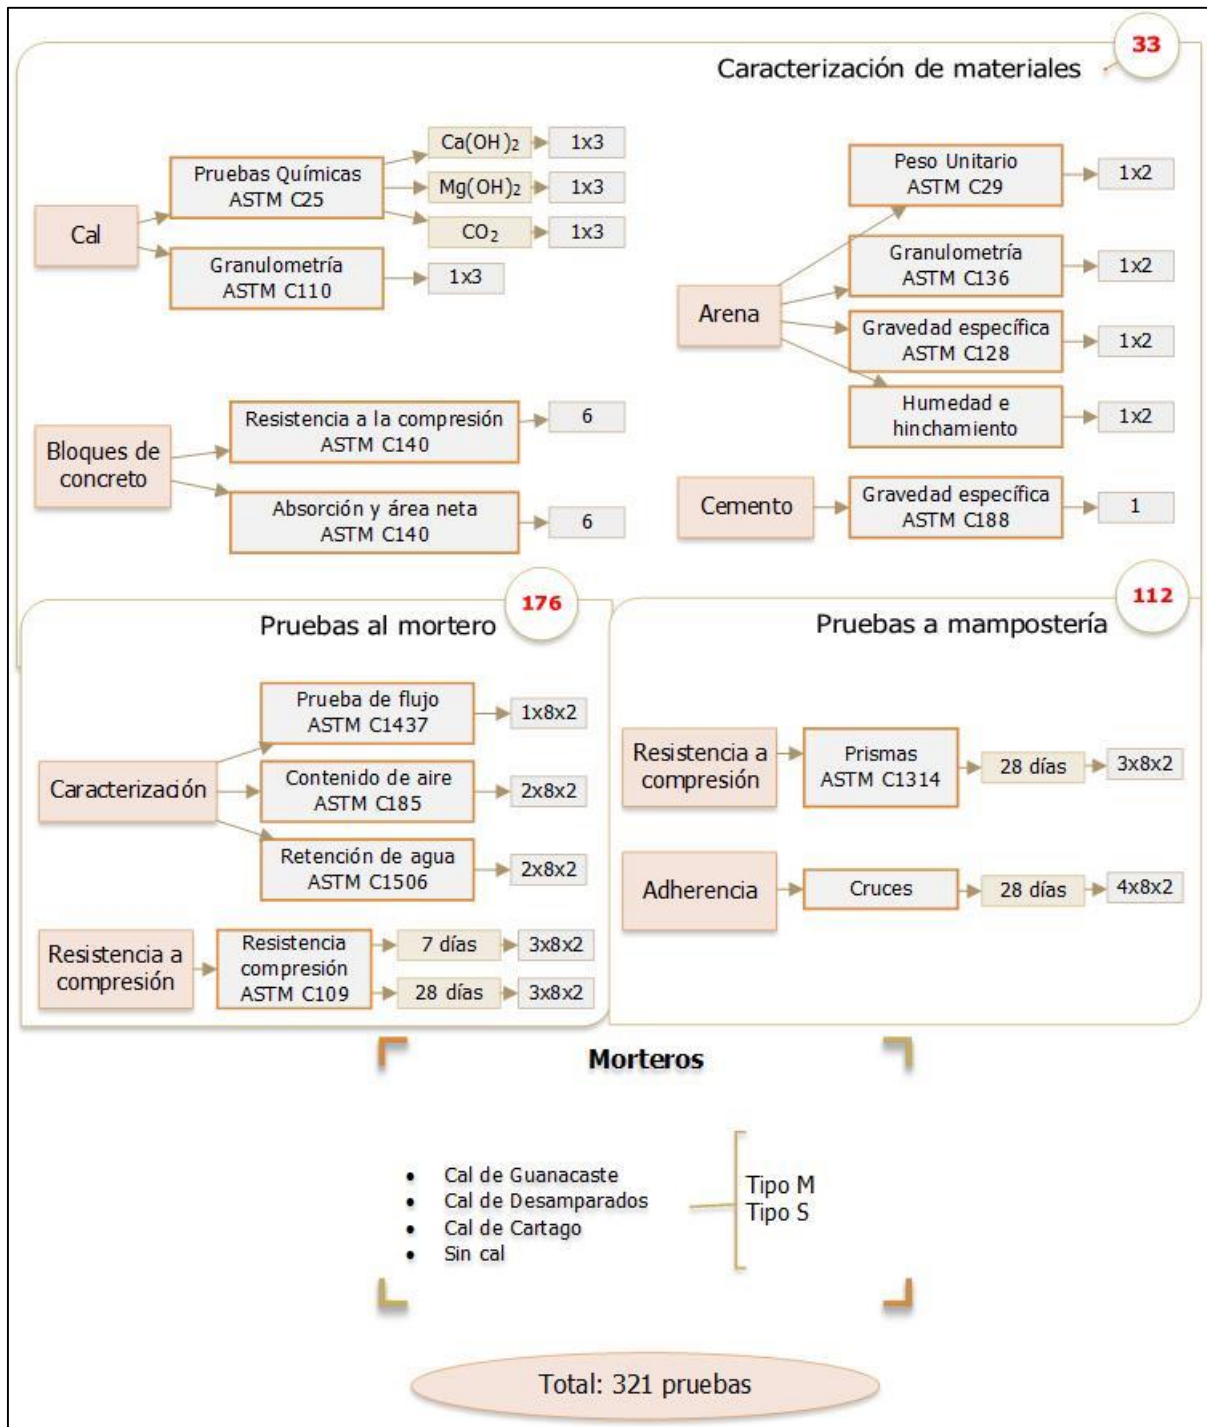 33
Caracterización de materiales
Cal
Pruebas Químicas
ASTM C25
Ca(OH)₂
1x3
Mg(OH)₂
1x3
CO₂
1x3
Granulometría
ASTM C110
1x3
Bloques de
concreto
Resistencia a la compresión
ASTM C140
6
Absorción y área neta
ASTM C140
6
Arena
Peso Unitario
ASTM C29
1x2
Granulometría
ASTM C136
1x2
Gravedad específica
ASTM C128
1x2
Humedad e
hinchamiento
1x2
Cemento
Gravedad específica
ASTM C188
1
176
Pruebas al mortero
Caracterización
Prueba de flujo
ASTM C1437
1x8x2
Contenido de aire
ASTM C185
2x8x2
Retención de agua
ASTM C1506
2x8x2
Resistencia a
compresión
Resistencia
compresión
ASTM C109
7 días
3x8x2
28 días
3x8x2
112
Pruebas a mampostería
Resistencia a
compresión
Prismas
ASTM C1314
28 días
3x8x2
Adherencia
Cruces
28 días
4x8x2
Morteros
• Cal de Guanacaste
• Cal de Desamparados
• Cal de Cartago
• Sin cal
Tipo M
Tipo S
Total: 321 pruebas